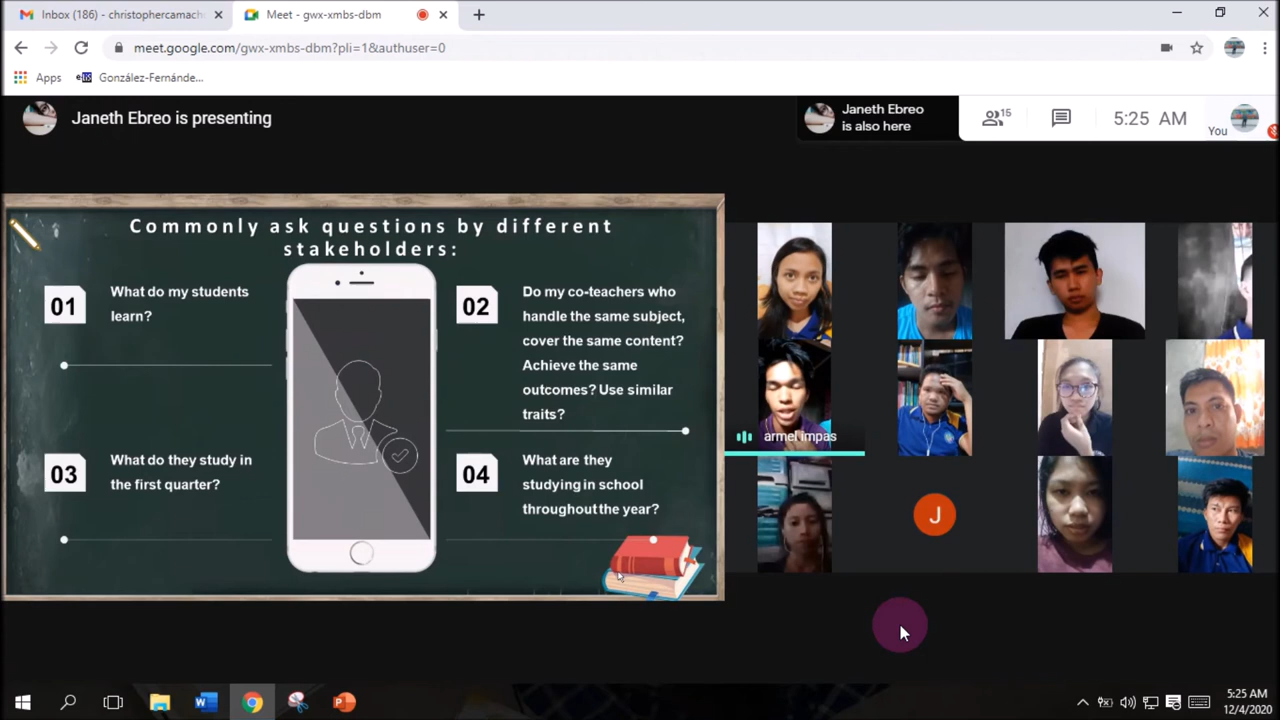 Inbox (186) - christophercamach
Meet - gwx-xmbs-dbm
meet.google.com/gwx-xmbs-dbm?pli=1&authuser=0
Apps
González-Fernánde...
Janeth Ebreo is presenting
Janeth Ebreo
is also here
15
5:25 AM
You
Commonly ask questions by different
stakeholders:
01
What do my students
learn?
02
Do my co-teachers who
handle the same subject,
cover the same content?
Achieve the same
outcomes? Use similar
traits?
03
What do they study in
the first quarter?
04
What are they
studying in school
throughout the year?
armel impas
J
5:25 AM
12/4/2020